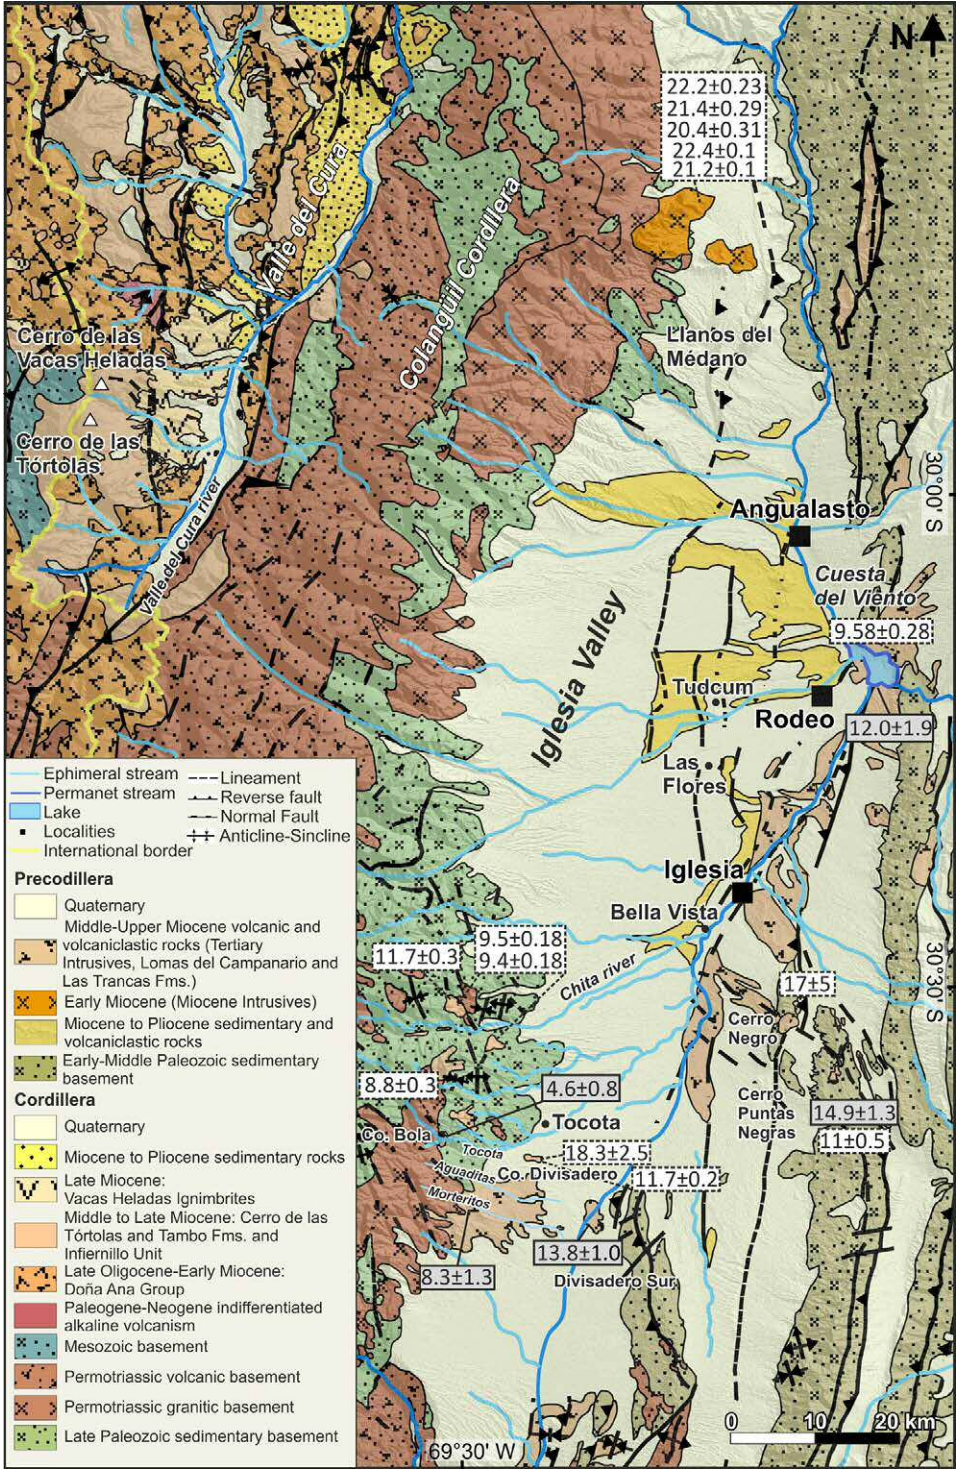 N
22.2±0.23
21.4±0.29
20.4±0.31
22.4±0.1
21.2±0.1
Valle del Cura
Colangüil Cordillera
Cerro de las
Vacas Heladas
Llanos del
Médano
Cerro de las
Tórtolas
Valle del Cura river
30°00' S
Angualasto
Cuesta
del Viento
9.58±0.28
Iglesia Valley
Tudcum
Rodeo
12.0±1.9
Las
Flores
Iglesia
Bella Vista
9.5±0.18
9.4±0.18
11.7±0.3
Chita river
17±5
30°30' S
Cerro
Negro
8.8±0.3
4.6±0.8
Cerro
Puntas
Negras
14.9±1.3
11±0.5
Co. Bola
Tocota
Tocota
18.3±2.5
Aguaditas
Co. Divisadero
11.7±0.2
Morteritos
13.8±1.0
8.3±1.3
Divisadero Sur
0 10 20 km
69°30' W
Ephimeral stream
Permanet stream
Lake
Localities
International border
Lineament
Reverse fault
Normal Fault
Anticline-Sincline
Precodillera
Quaternary
Middle-Upper Miocene volcanic and
volcaniclastic rocks (Tertiary
Intrusives, Lomas del Campanario and
Las Trancas Fms.)
Early Miocene (Miocene Intrusives)
Miocene to Pliocene sedimentary and
volcaniclastic rocks
Early-Middle Paleozoic sedimentary
basement
Cordillera
Quaternary
Miocene to Pliocene sedimentary rocks
Late Miocene:
Vacas Heladas Ignimbrites
Middle to Late Miocene: Cerro de las
Tórtolas and Tambo Fms. and
Infiernillo Unit
Late Oligocene-Early Miocene:
Doña Ana Group
Paleogene-Neogene indifferentiated
alkaline volcanism
Mesozoic basement
Permotriassic volcanic basement
Permotriassic granitic basement
Late Paleozoic sedimentary basement